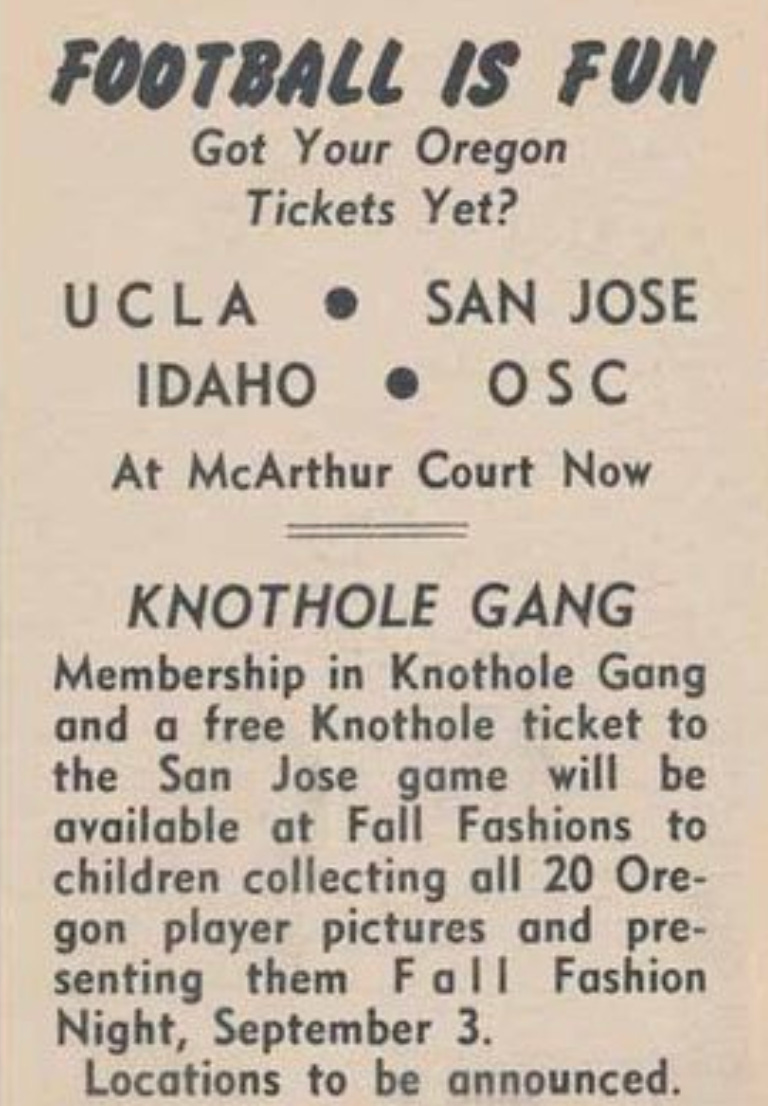 FOOTBALL IS FUN
Got Your Oregon
Tickets Yet?
UCLA ● SAN JOSE
IDAHO ● OSC
At McArthur Court Now
KNOTHOLE GANG
Membership in Knothole Gang
and a free Knothole ticket to
the San Jose game will be
available at Fall Fashions to
children collecting all 20 Ore-
gon player pictures and pre-
senting them Fall Fashion
Night, September 3.
Locations to be announced.